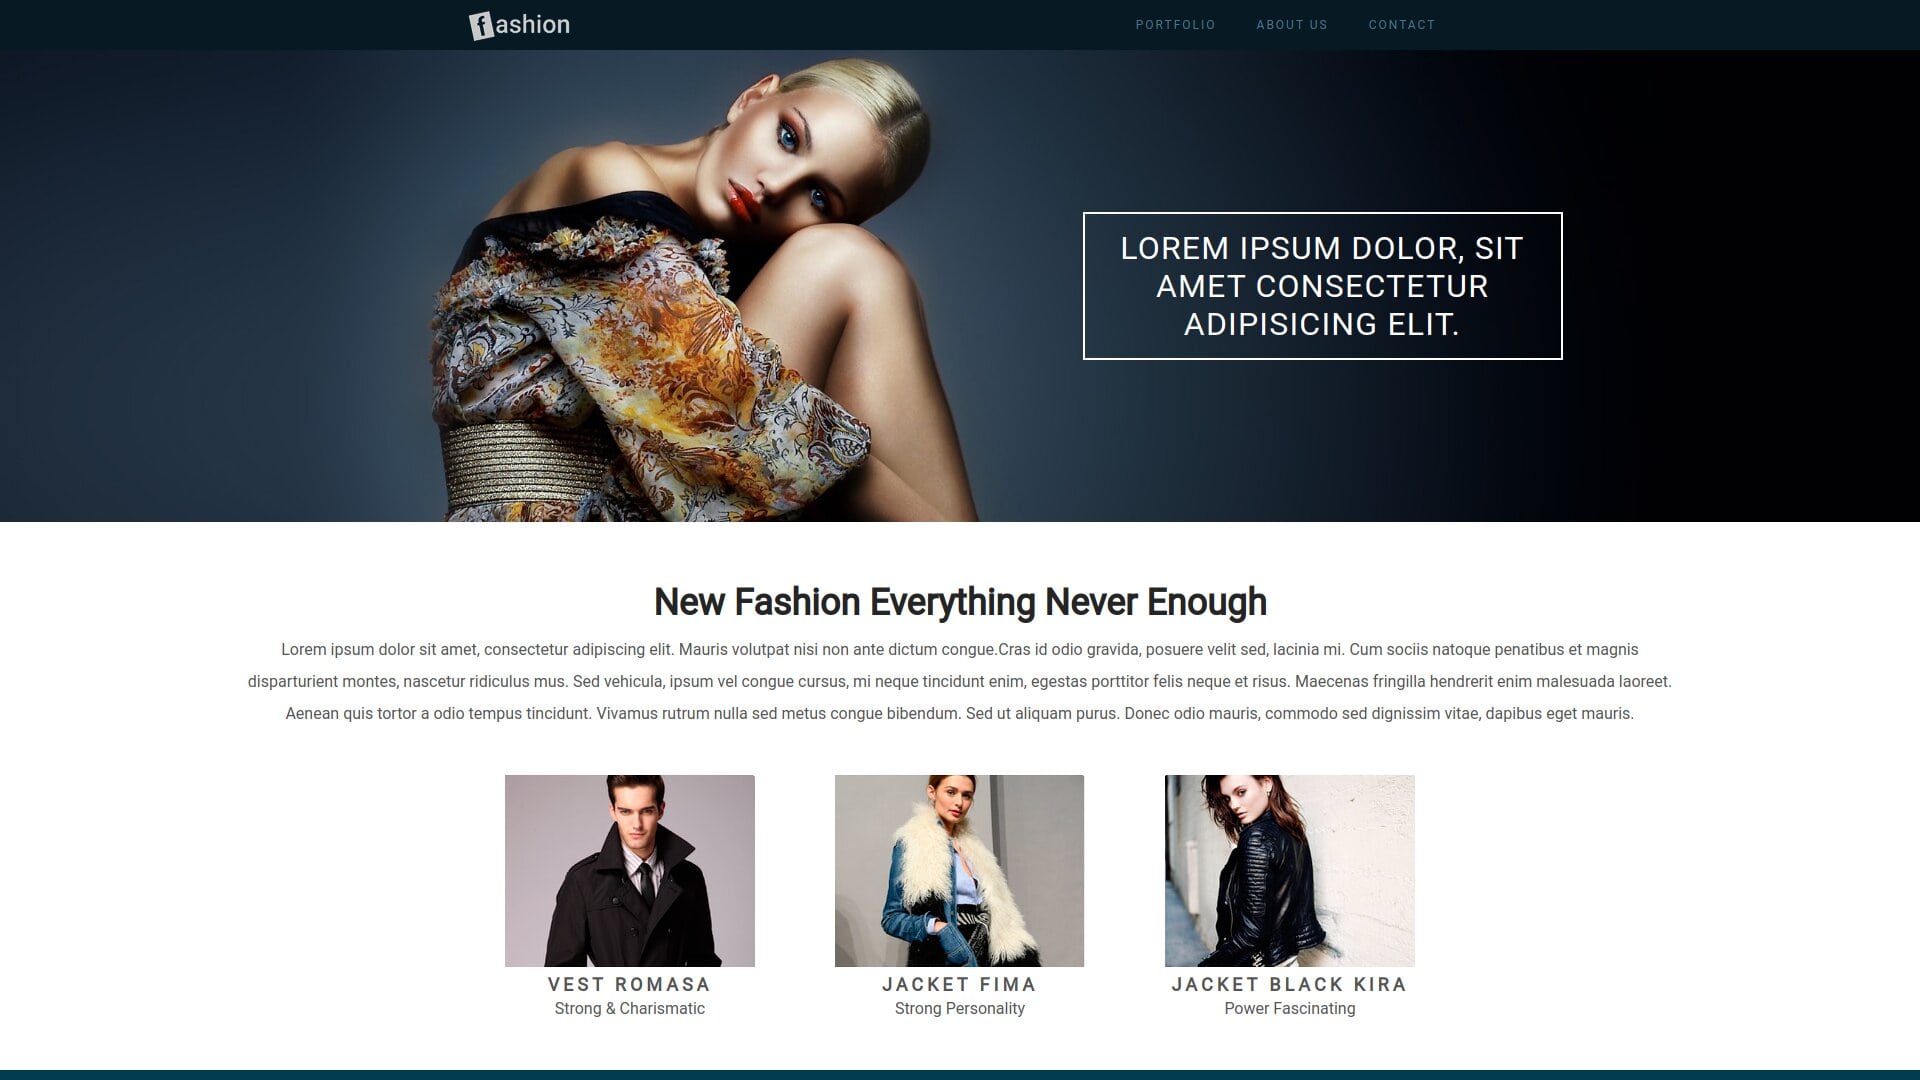 fashion
PORTFOLIO ABOUT US CONTACT
LOREM IPSUM DOLOR, SIT
AMET CONSECTETUR
ADIPISICING ELIT.
New Fashion Everything Never Enough
Lorem ipsum dolor sit amet, consectetur adipiscing elit. Mauris volutpat nisi non ante dictum congue.Cras id odio gravida, posuere velit sed, lacinia mi. Cum sociis natoque penatibus et magnis
disparturient montes, nascetur ridiculus mus. Sed vehicula, ipsum vel congue cursus, mi neque tincidunt enim, egestas porttitor felis neque et risus. Maecenas fringilla hendrerit enim malesuada laoreet.
Aenean quis tortor a odio tempus tincidunt. Vivamus rutrum nulla sed metus congue bibendum. Sed ut aliquam purus. Donec odio mauris, commodo sed dignissim vitae, dapibus eget mauris.
VEST ROMASA
Strong & Charismatic
JACKET FIMA
Strong Personality
JACKET BLACK KIRA
Power Fascinating